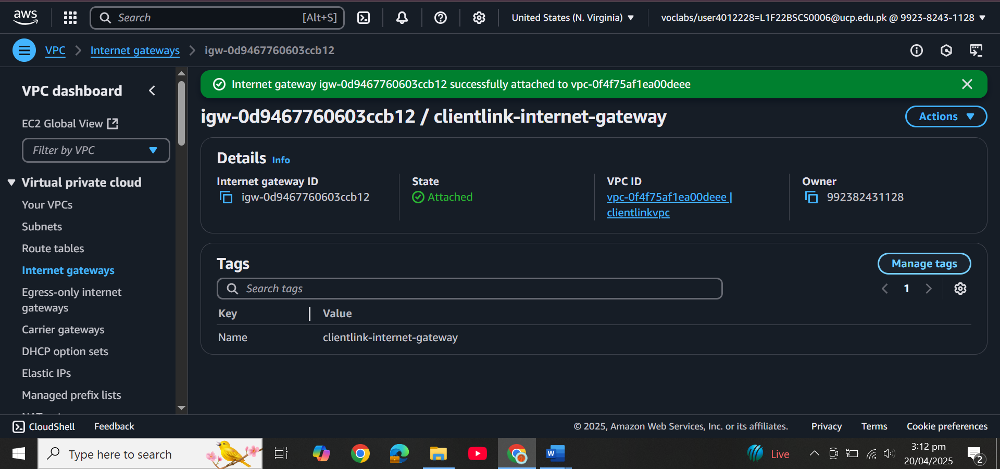 aws
Search [Alt+S]
United States (N. Virginia)
voclabs/user4012228=L1F22BSCS0006@ucp.edu.pk @ 9923-8243-1128
VPC
Internet gateways
igw-0d9467760603ccb12
VPC dashboard
EC2 Global View
Filter by VPC
Virtual private cloud
Your VPCs
Subnets
Route tables
Internet gateways
Egress-only internet
gateways
Carrier gateways
DHCP option sets
Elastic IPs
Managed prefix lists
Internet gateway igw-0d9467760603ccb12 successfully attached to vpc-0f4f75af1ea00deee
igw-0d9467760603ccb12 / clientlink-internet-gateway
Actions
Details Info
Internet gateway ID
igw-0d9467760603ccb12
State
Attached
VPC ID
vpc-0f4f75af1ea00deee |
clientlinkvpc
Owner
992382431128
Tags
Manage tags
Search tags
1
Key Value
Name clientlink-internet-gateway
CloudShell
Feedback
© 2025, Amazon Web Services, Inc. or its affiliates.
Privacy
Terms
Cookie preferences
Type here to search
Live
3:12 pm
20/04/2025
2